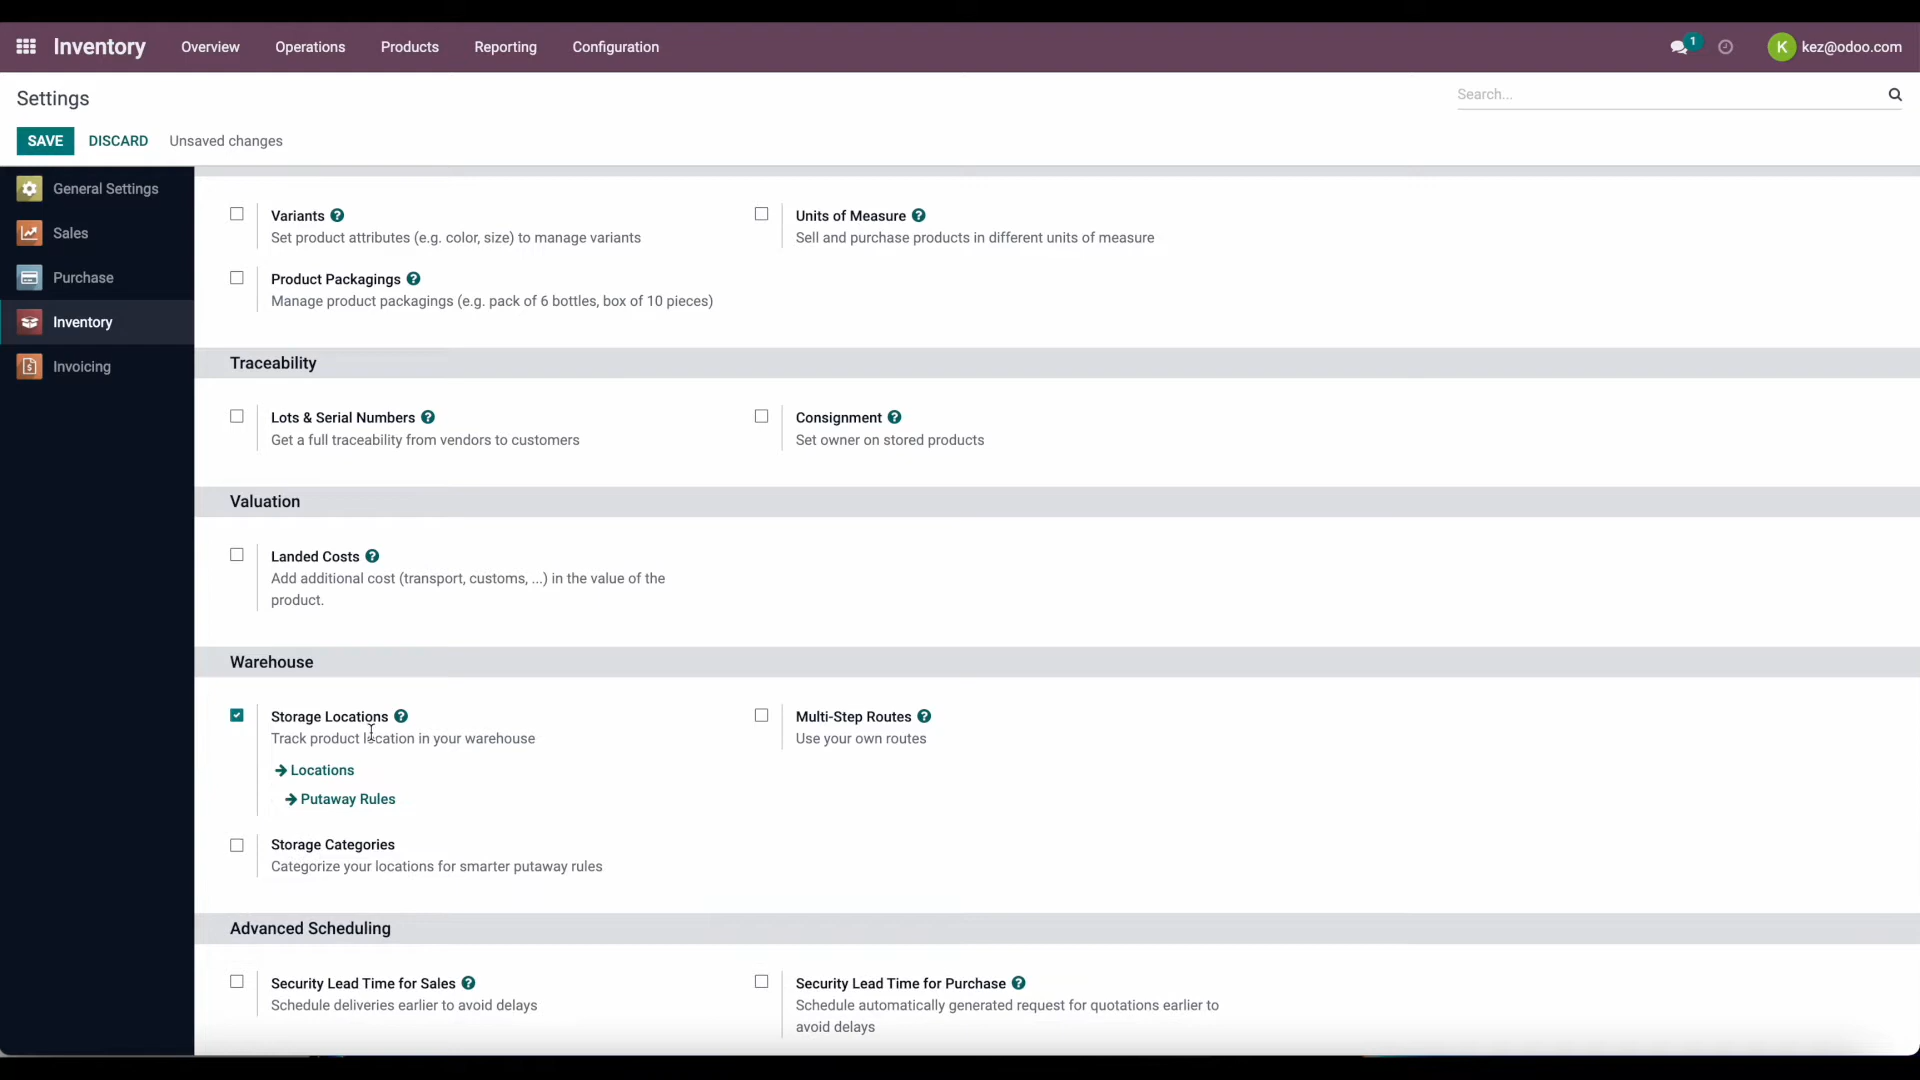 Inventory Overview Operations Products Reporting Configuration 1 K kez@odoo.com
Settings Search...
SAVE DISCARD Unsaved changes
General Settings
Sales
Purchase
Inventory
Invoicing
Variants
Set product attributes (e.g. color, size) to manage variants
Units of Measure
Sell and purchase products in different units of measure
Product Packagings
Manage product packagings (e.g. pack of 6 bottles, box of 10 pieces)
Traceability
Lots & Serial Numbers
Get a full traceability from vendors to customers
Consignment
Set owner on stored products
Valuation
Landed Costs
Add additional cost (transport, customs, ...) in the value of the
product.
Warehouse
Storage Locations
Track product location in your warehouse
Locations
Putaway Rules
Multi-Step Routes
Use your own routes
Storage Categories
Categorize your locations for smarter putaway rules
Advanced Scheduling
Security Lead Time for Sales
Schedule deliveries earlier to avoid delays
Security Lead Time for Purchase
Schedule automatically generated request for quotations earlier to
avoid delays